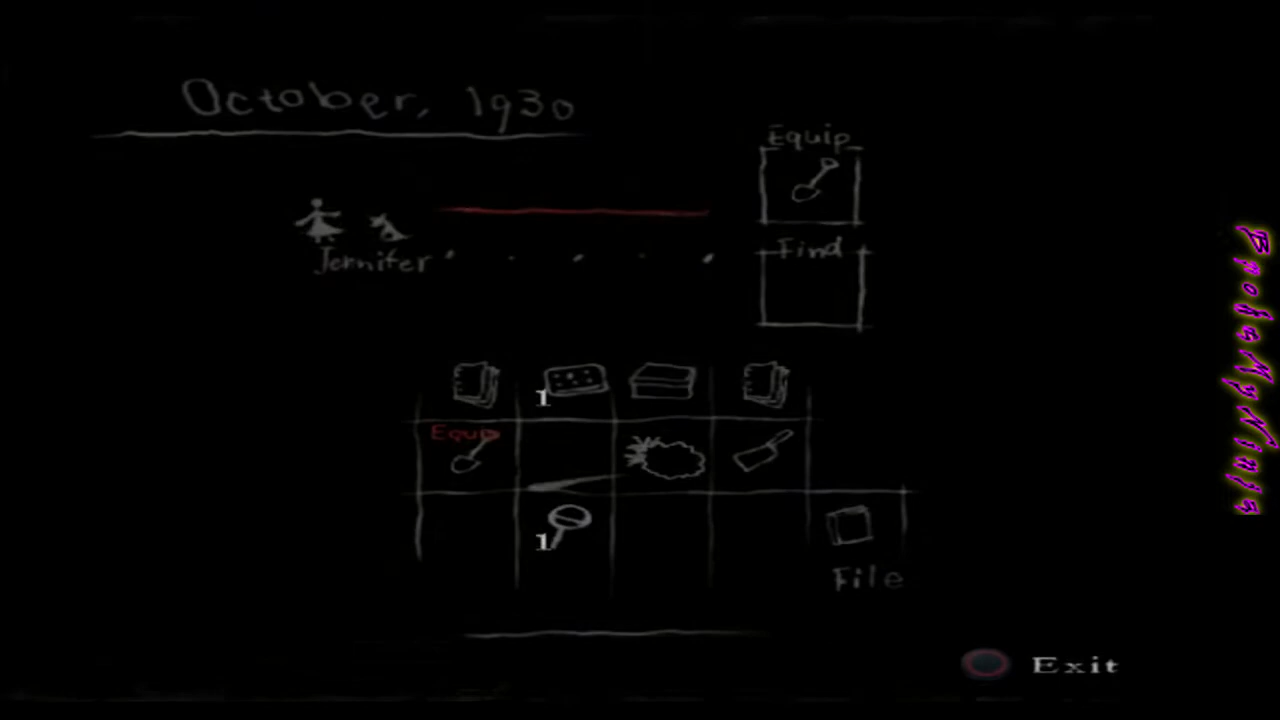 October, 1930
Equip
Find
Jennifer
1
Equip
1
File
Exit